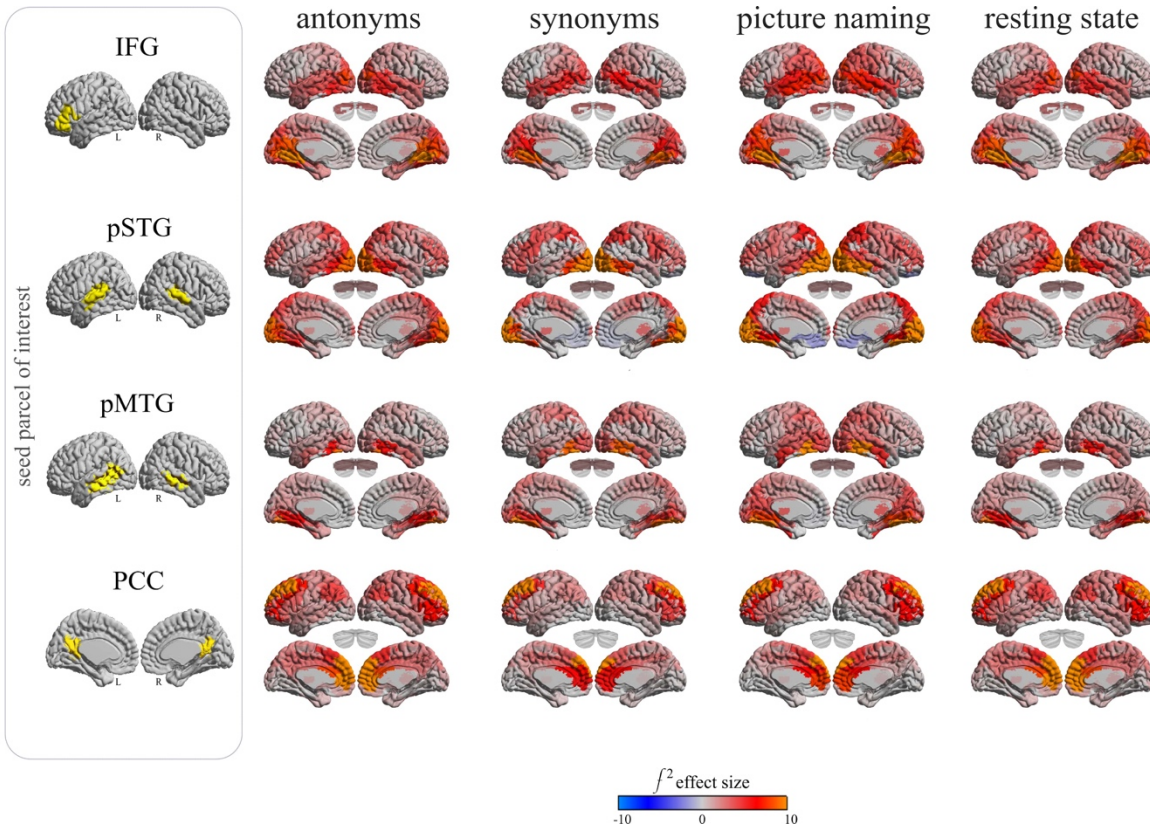 antonyms
synonyms
picture naming
resting state
seed parcel of interest
IFG
L R
pSTG
L R
pMTG
L R
PCC
L R
f² effect size
-10 0 10